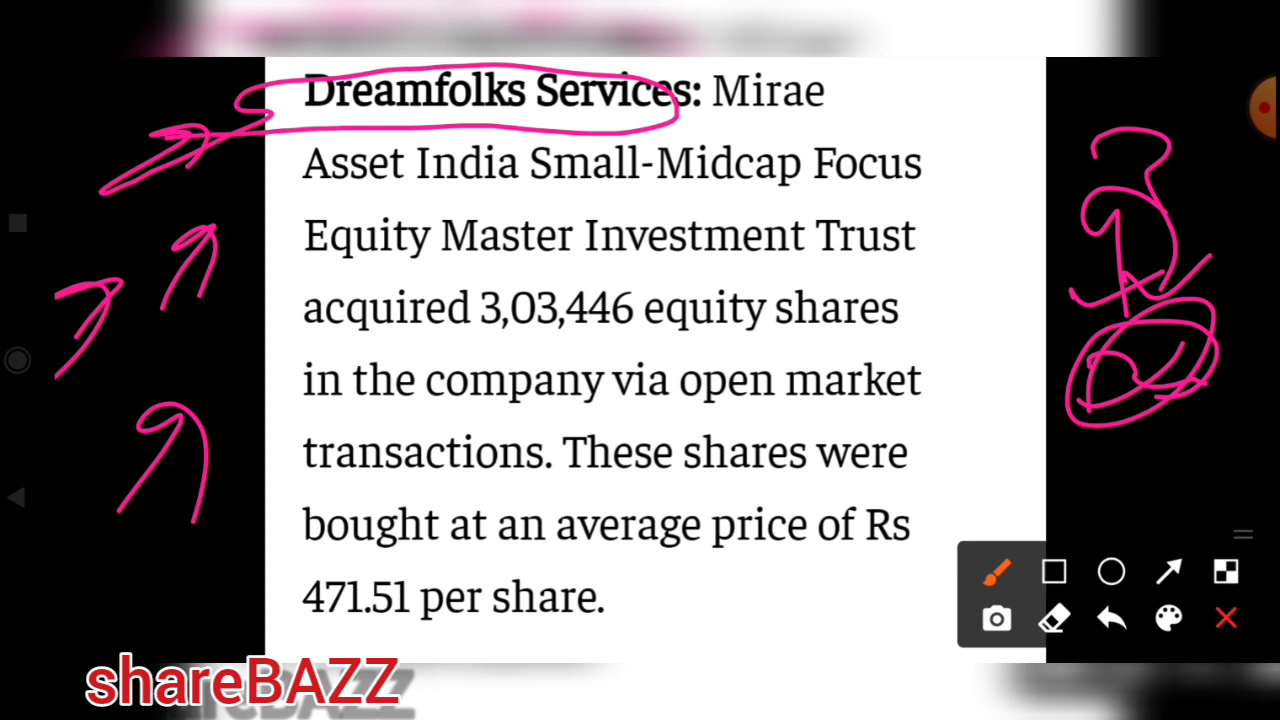 Dreamfolks Services: Mirae
Asset India Small-Midcap Focus
Equity Master Investment Trust
acquired 3,03,446 equity shares
in the company via open market
transactions. These shares were
bought at an average price of Rs
471.51 per share.
shareBAZZ